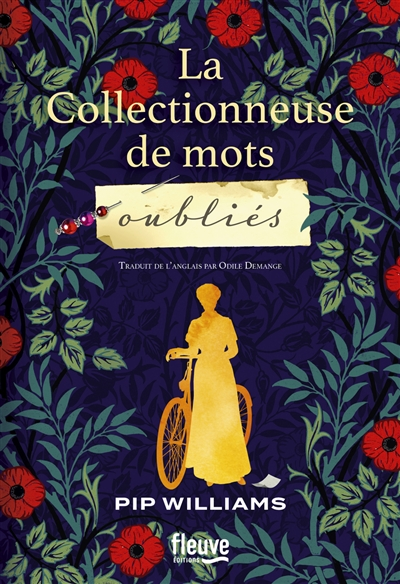 La
Collectionneuse
de mots
oubliés
Traduit de l'anglais par Odile Demange
PIP WILLIAMS
fleuve
ÉDITIONS